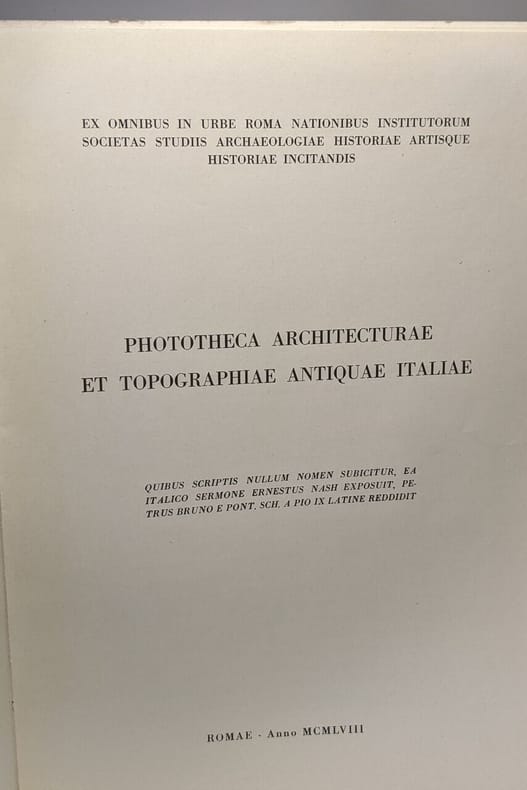 EX OMNIBUS IN URBE ROMA NATIONIBUS INSTITUTORUM
SOCIETAS STUDIIS ARCHAEOLOGIAE HISTORIAE ARTISQUE
HISTORIAE INCITANDIS
PHOTOTHECA ARCHITECTURAE
ET TOPOGRAPHIAE ANTIQUAE ITALIAE
QUIBUS SCRIPTIS NULLUM NOMEN SUBICITUR, EA
ITALICO SERMONE ERNESTUS NASH EXPOSUIT, PE-
TRUS BRUNO E PONT. SCH. A PIO IX LATINE REDDIDIT
ROMAE - Anno MCMLVIII